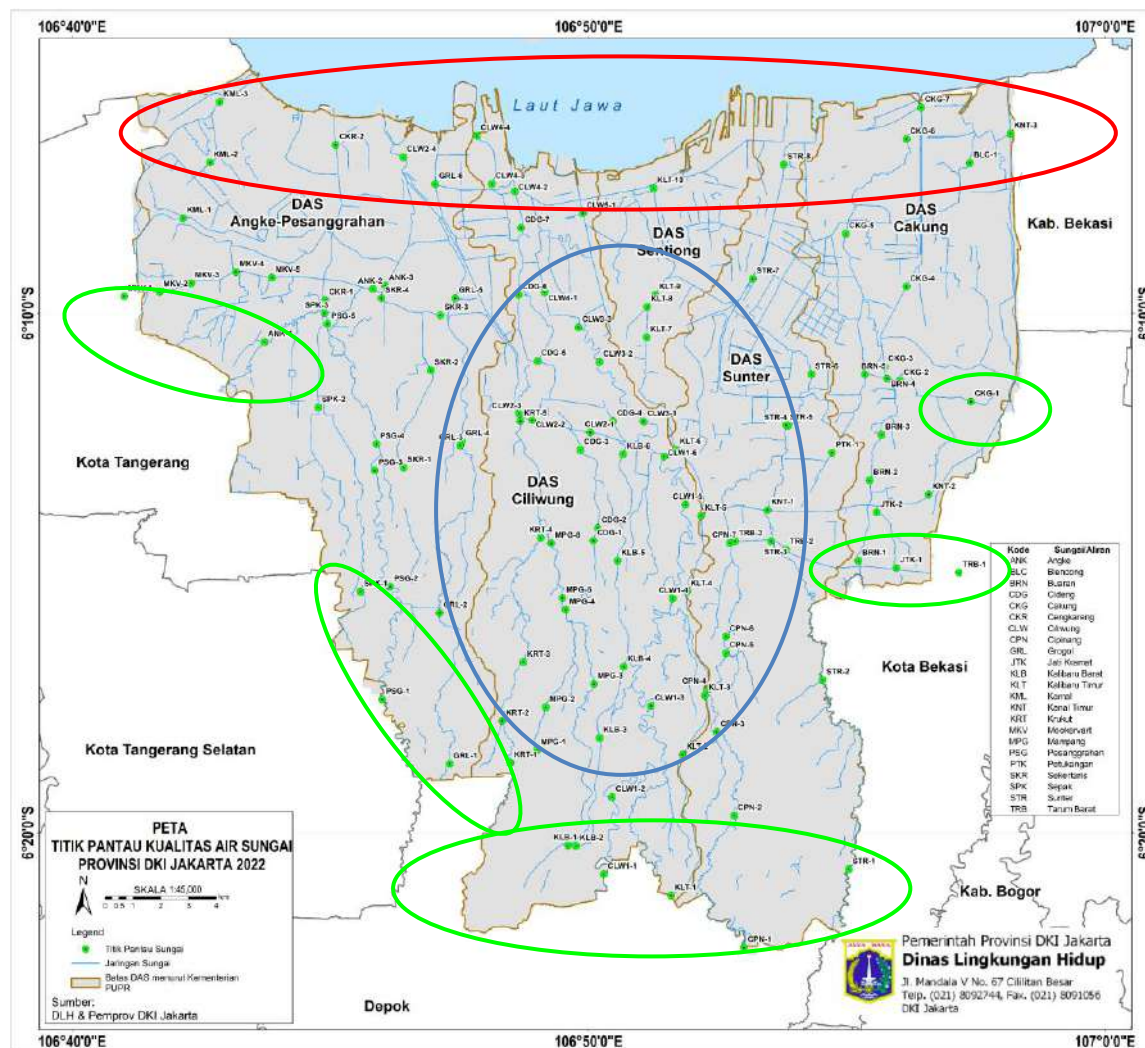 106°40'0"E
106°50'0"E
107°0'0"E
Laut Jawa
KML-3
CKG-7
CLW4-4
KNT-3
CKR-2
CKG-6
CLW2-4
KML-2
STR-8
BLC-1
GRL-6
CLW4-3
CLW4-2
KLT-10
DAS
Angke-Pesanggrahan
DAS
Cakung
KML-1
CLW5-1
CDG-7
Kab. Bekasi
CKG-5
DAS
Sentiong
MKV-4
MKV-5
MKV-3
MKV-2
ANK-3
ANK-2
SKR-4
STR-7
CKG-4
CDG-6
CLW4-1
KLT-9
KLT-8
CKR-1
GRL-5
SPK-3
PSG-5
SKR-3
6°10'0"S
6°10'0"S
CLW3-3
KLT-7
CDG-5
CLW3-2
SKR-2
DAS
Sunter
STR-6
BRN-5
CKG-3
CKG-2
BRN-4
CKG-1
SPK-2
CLW2-3
KRT-5
CLW2-2
CDG-4
CLW3-1
CLW2-1
STR-4
STR-5
BRN-3
PSG-4
GRL-3
GRL-4
CDG-3
KLB-6
KLT-6
CLW1-6
PTK-1
Kota Tangerang
PSG-3
SKR-1
DAS
Ciliwung
BRN-2
KNT-2
CLW1-5
KLT-5
KNT-1
JTK-2
KRT-4
MPG-6
CDG-2
CDG-1
CPN-7
TRB-3
TRB-2
STR-3
KLB-5
BRN-1
JTK-1
TRB-1
SPK-1
PSG-2
MPG-5
MPG-4
CLW1-4
KLT-4
GRL-2
CPN-6
CPN-5
KRT-3
KLB-4
Kota Bekasi
MPG-3
STR-2
PSG-1
CPN-4
KLT-3
MPG-2
CLW1-3
KRT-2
CPN-3
KLB-3
Kota Tangerang Selatan
MPG-1
KLT-2
GRL-1
KRT-1
CLW1-2
CPN-2
KLB-1
KLB-2
CLW1-1
STR-1
KLT-1
CPN-1
6°20'0"S
6°20'0"S
Kab. Bogor
Depok
Kode Sungai/Aliran
ANK Angke
BLC Blencong
BRN Buaran
CDG Cideng
CKG Cakung
CKR Cengkareng
CLW Ciliwung
CPN Cipinang
GRL Grogol
JTK Jati Kramat
KLB Kalibaru Barat
KLT Kalibaru Timur
KML Kamal
KNT Kanal Timur
KRT Krukut
MKV Mookervart
MPG Mampang
PSG Pesanggrahan
PTK Petukangan
SKR Sekertaris
SPK Sepak
STR Sunter
TRB Tarum Barat
PETA
TITIK PANTAU KUALITAS AIR SUNGAI
PROVINSI DKI JAKARTA 2022
N
SKALA 1:45,000
0 0.5 1 2 3 4
Km
Legend
Titik Pantau Sungai
Jaringan Sungai
Batas DAS menurut Kementerian
PUPR
Sumber:
DLH & Pemprov DKI Jakarta
Pemerintah Provinsi DKI Jakarta
Dinas Lingkungan Hidup
Jl. Mandala V No. 67 Cililitan Besar
Telp. (021) 8092744, Fax. (021) 8091056
DKI Jakarta
106°40'0"E
106°50'0"E
107°0'0"E